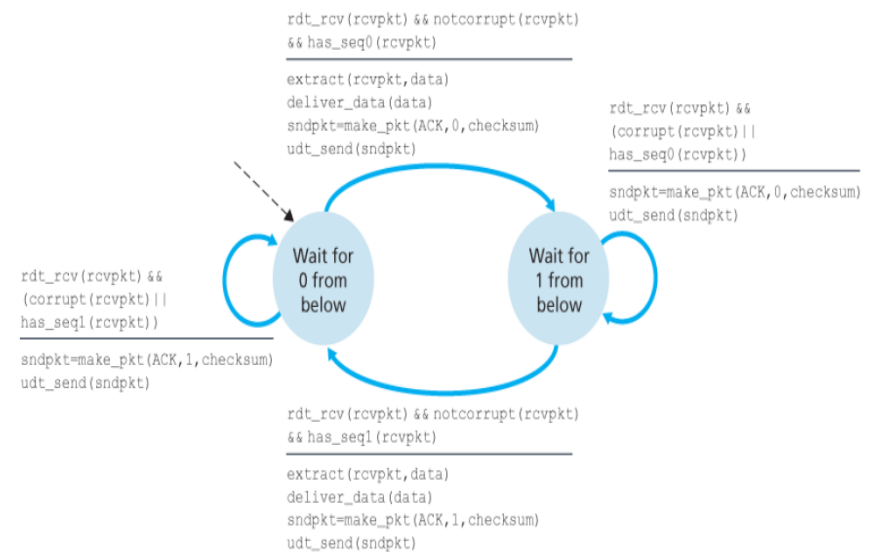 rdt_rcv(rcvpkt) && notcorrupt(rcvpkt)
&& has_seq0(rcvpkt)
extract(rcvpkt,data)
deliver_data(data)
sndpkt=make_pkt(ACK,0,checksum)
udt_send(sndpkt)
rdt_rcv(rcvpkt) &&
(corrupt(rcvpkt)||
has_seq0(rcvpkt))
sndpkt=make_pkt(ACK,0,checksum)
udt_send(sndpkt)
Wait for
0 from
below
Wait for
1 from
below
rdt_rcv(rcvpkt) &&
(corrupt(rcvpkt)||
has_seq1(rcvpkt))
sndpkt=make_pkt(ACK,1,checksum)
udt_send(sndpkt)
rdt_rcv(rcvpkt) && notcorrupt(rcvpkt)
&& has_seq1(rcvpkt)
extract(rcvpkt,data)
deliver_data(data)
sndpkt=make_pkt(ACK,1,checksum)
udt_send(sndpkt)